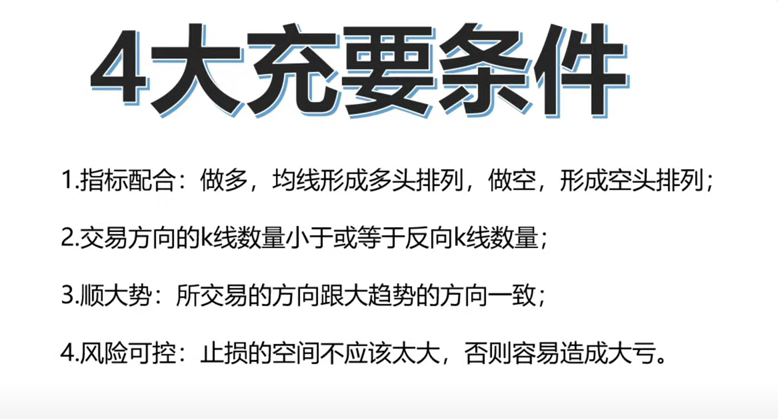 4大充要条件
1.指标配合：做多，均线形成多头排列，做空，形成空头排列；
2.交易方向的k线数量小于或等于反向k线数量；
3.顺大势：所交易的方向跟大趋势的方向一致；
4.风险可控：止损的空间不应该太大，否则容易造成大亏。